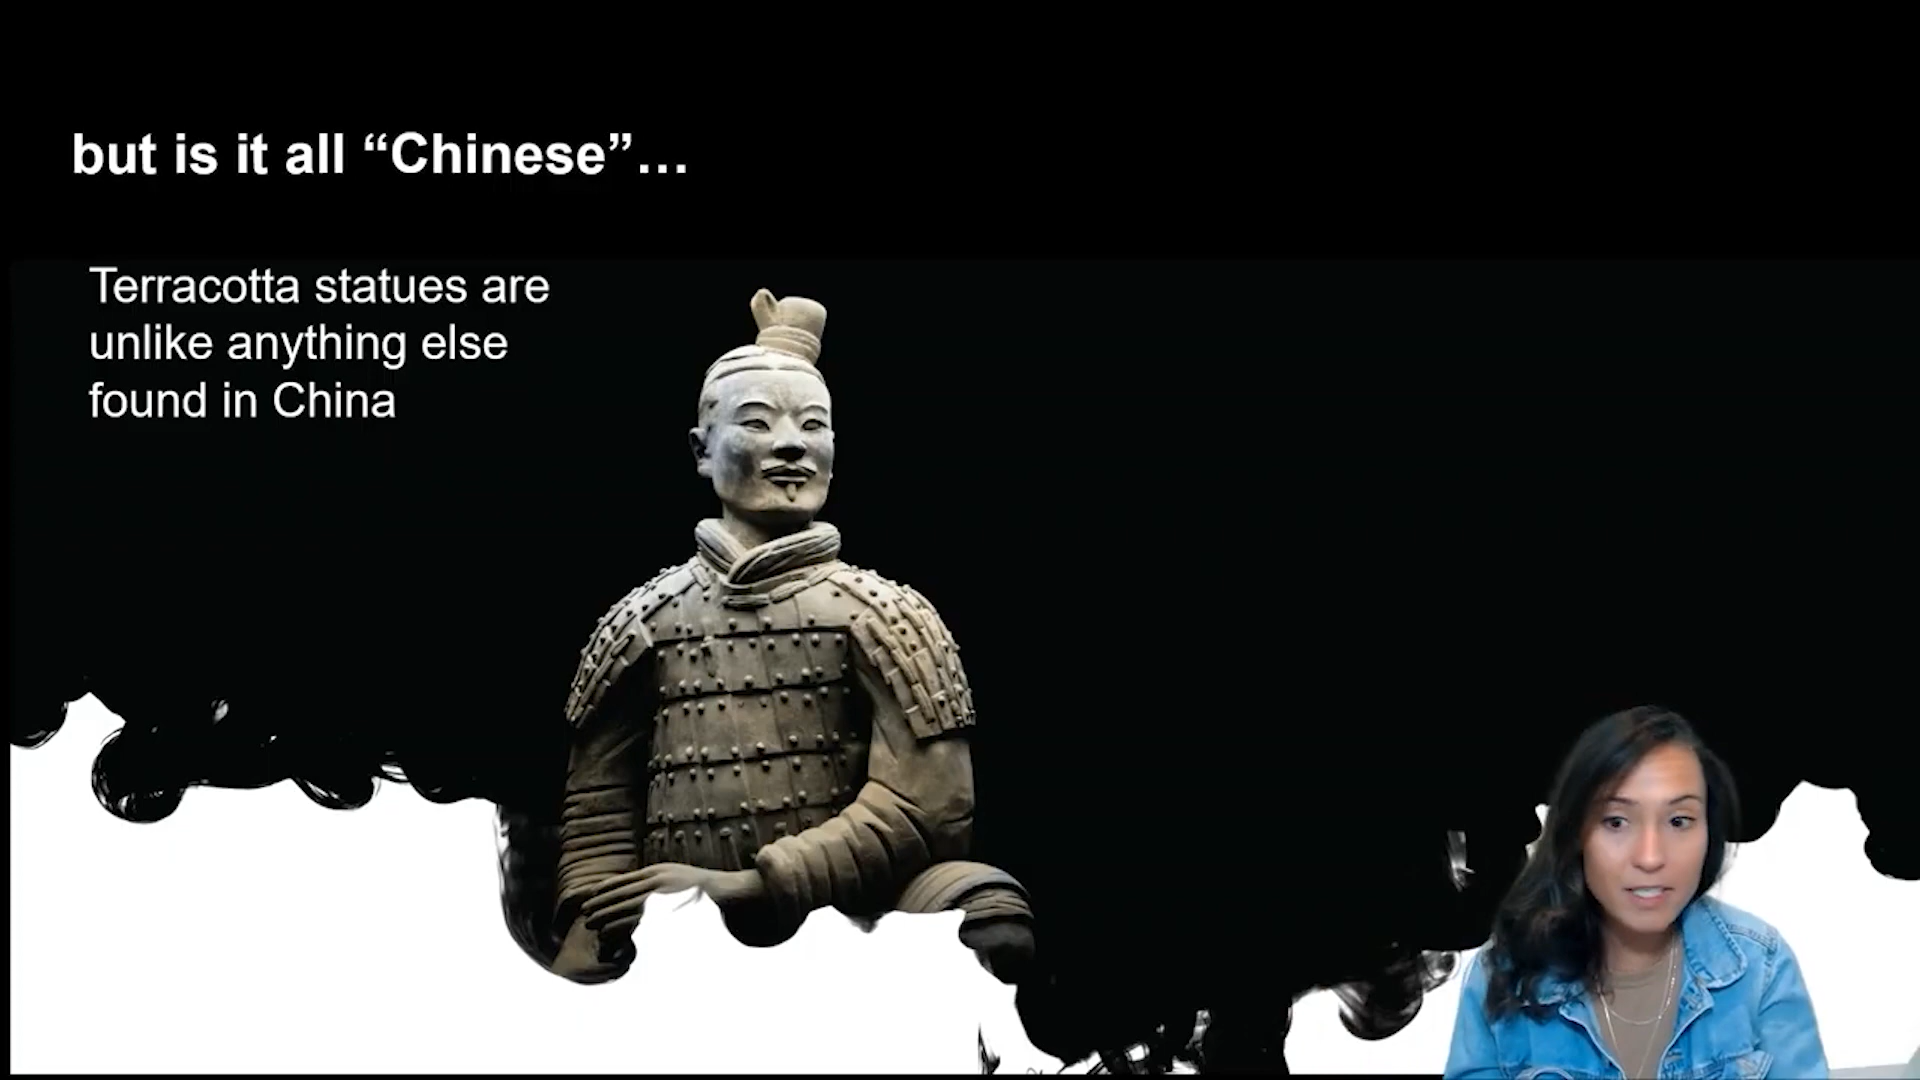 but is it all “Chinese”…
Terracotta statues are
unlike anything else
found in China